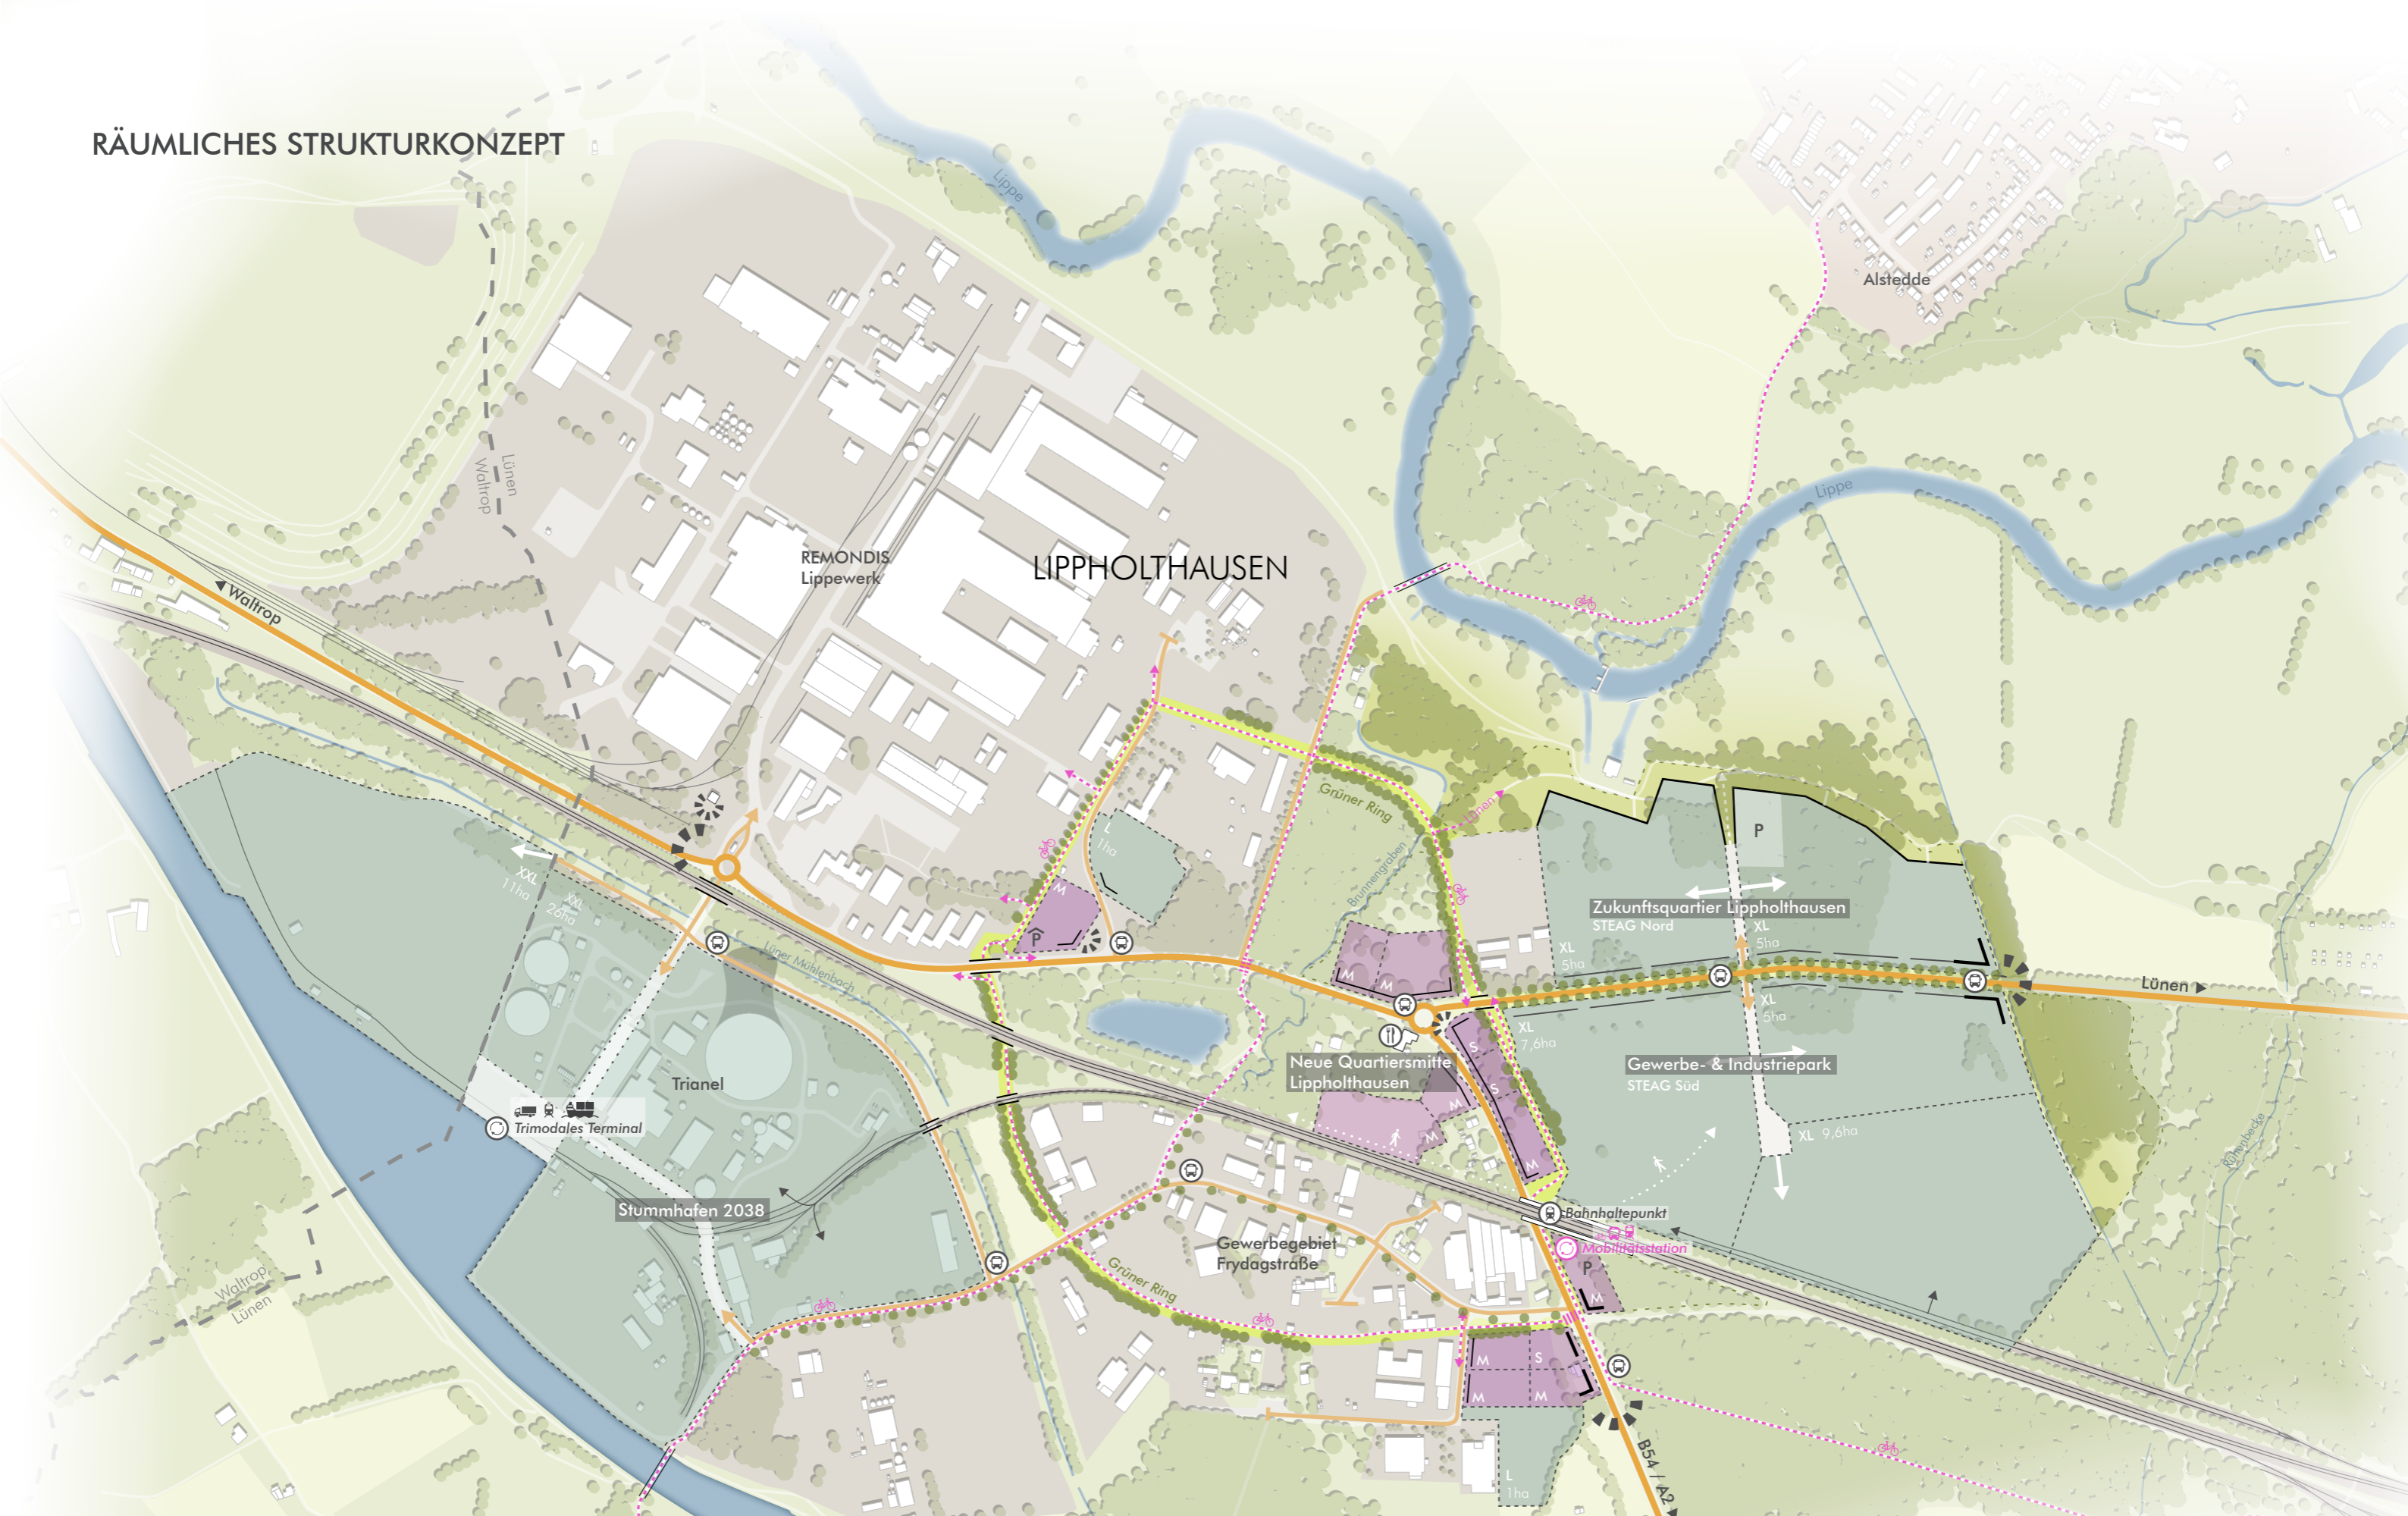 RÄUMLICHES STRUKTURKONZEPT
Lippe
Alstedde
Lünen
Waltrop
Lippe
REMONDIS
Lippewerk
LIPPHOLTHAUSEN
Waltrop
Grüner Ring
Lünen
L
1ha
P
Brunnengraben
M
XXL
11ha
XXL
26ha
Zukunftsquartier Lippholthausen
STEAG Nord
XL
5ha
XL
5ha
P
Lüner Mühlenbach
M
M
Lünen
XL
5ha
XL
7,6ha
S
Neue Quartiersmitte
Lippholthausen
Gewerbe- & Industriepark
STEAG Süd
Trianel
S
M
Trimodales Terminal
M
XL 9,6ha
M
Rühenbecke
Stummhafen 2038
Bahnhaltepunkt
Mobilitätsstation
Gewerbegebiet
Frydagstraße
P
Grüner Ring
M
Waltrop
Lünen
M
S
M
M
B54 / A2
L
1ha